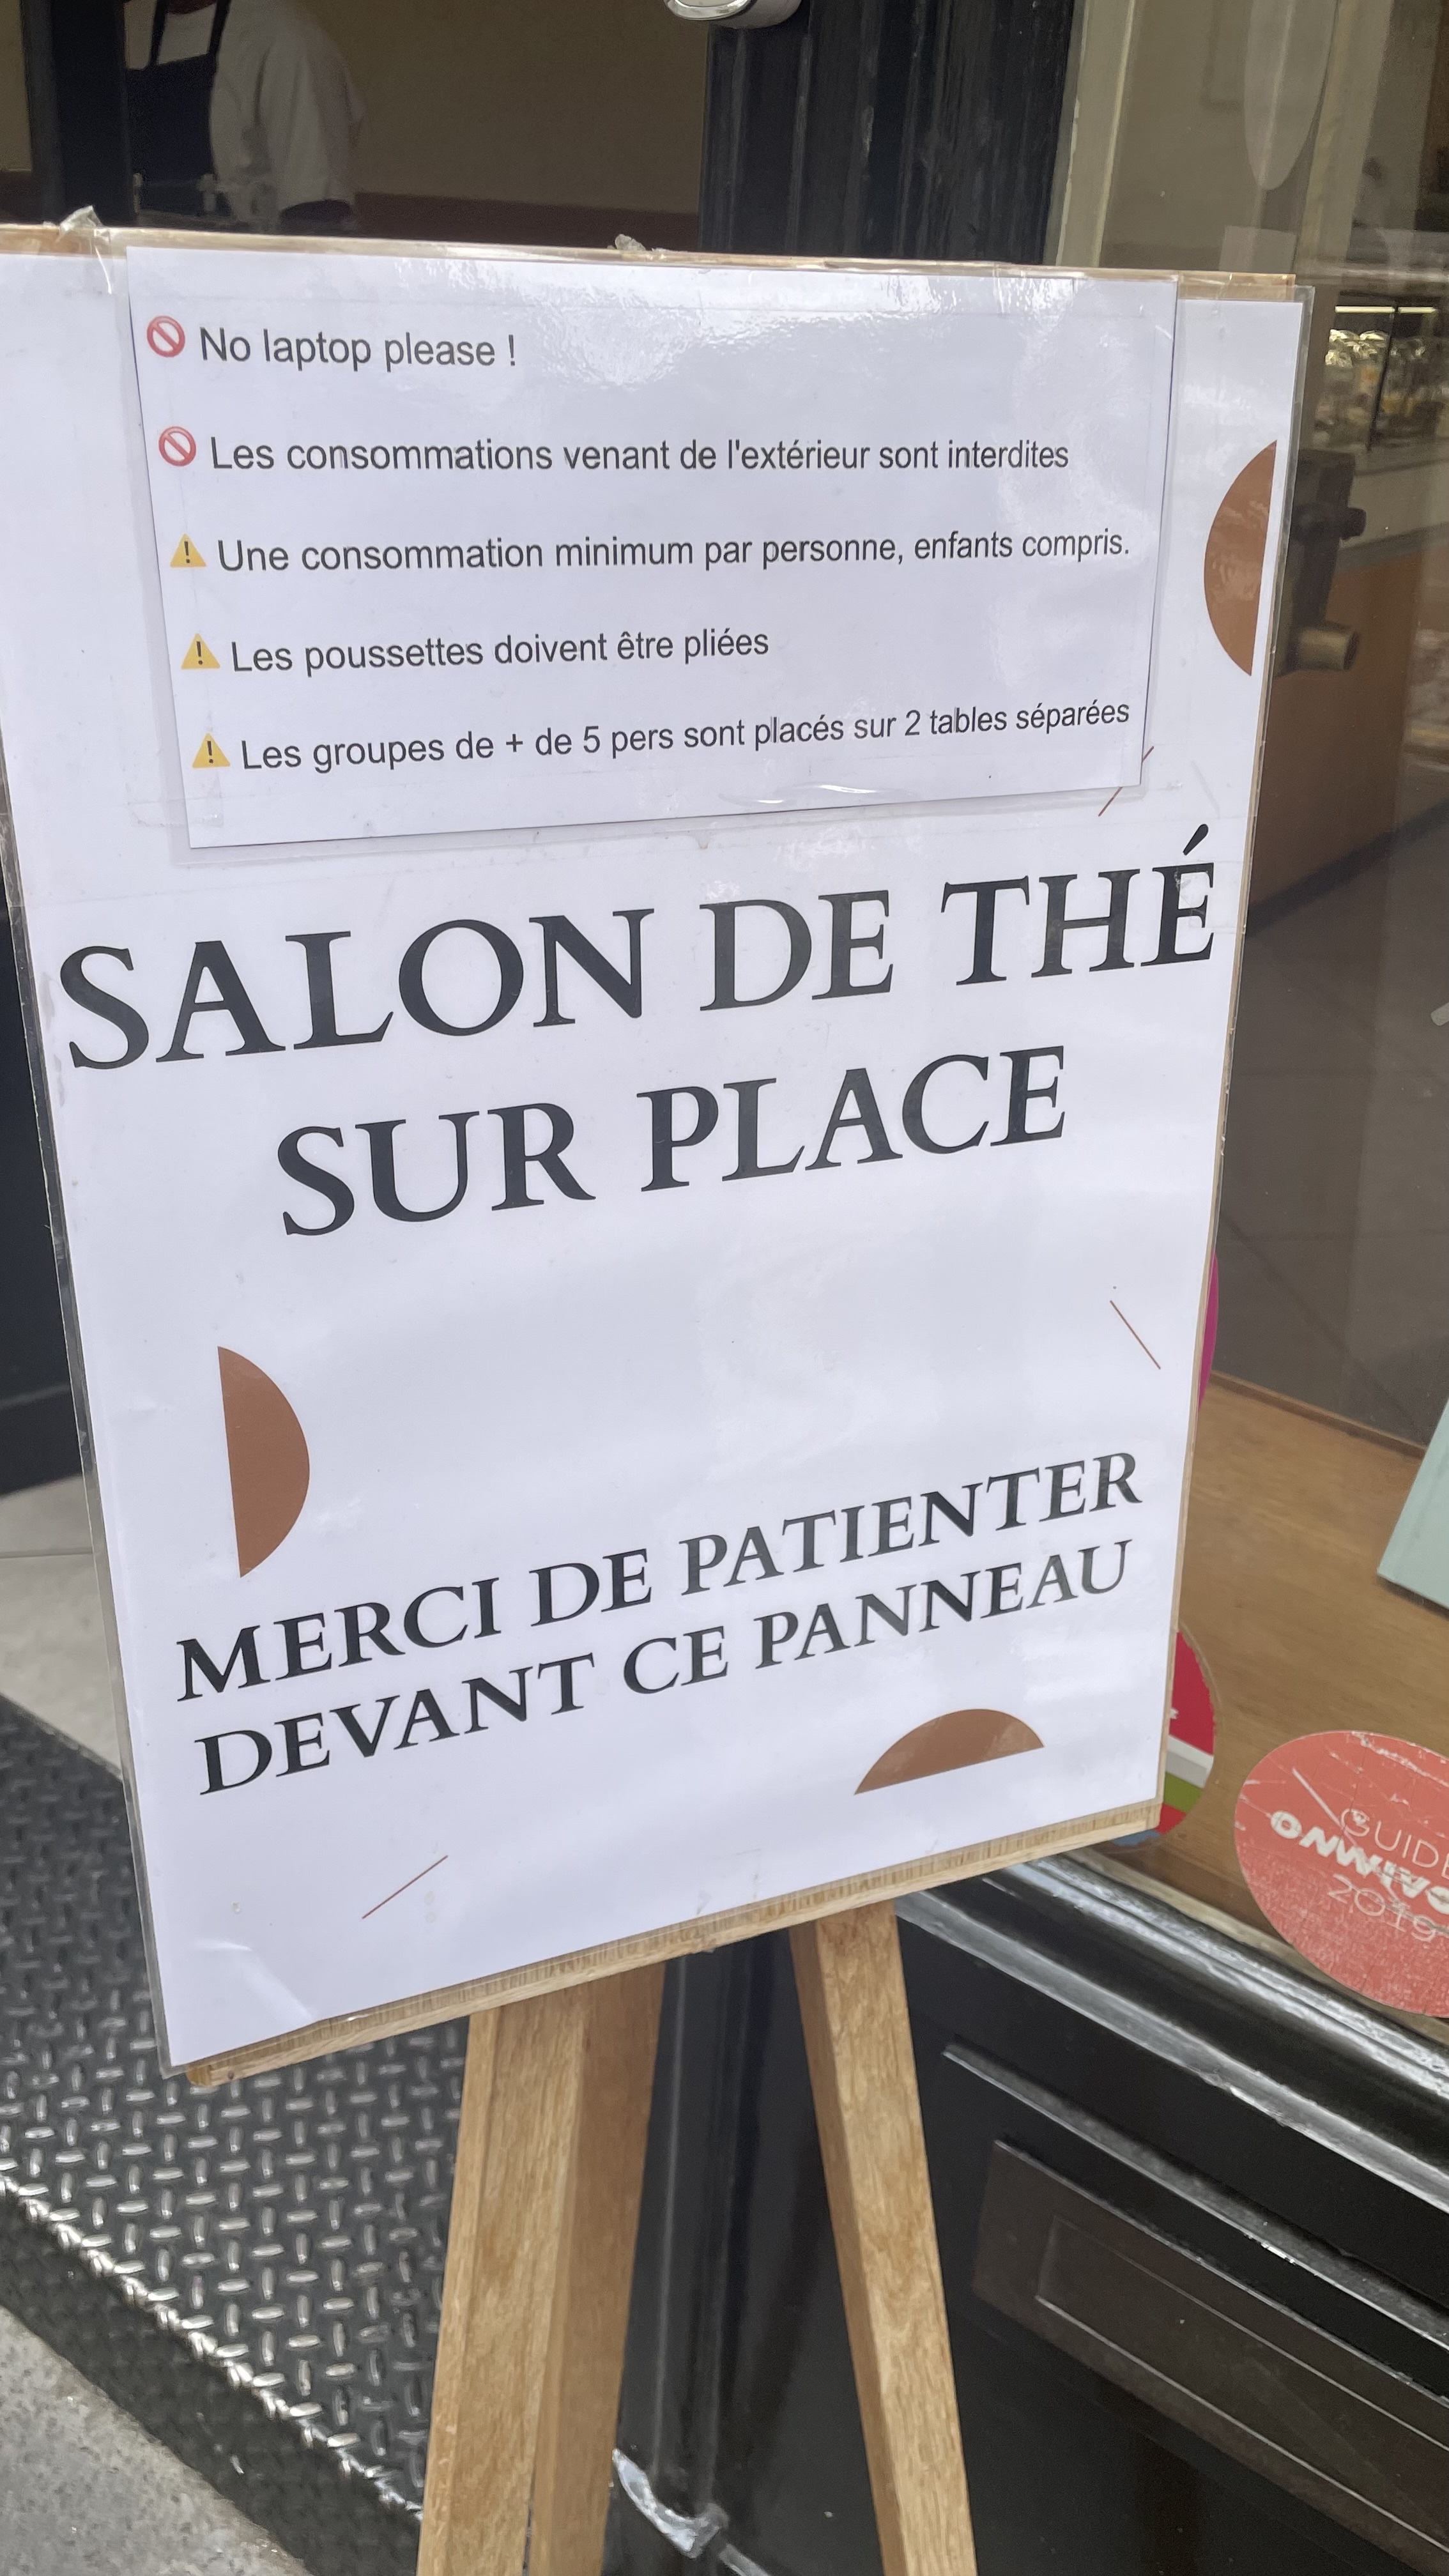 No laptop please !
Les consommations venant de l'extérieur sont interdites
Une consommation minimum par personne, enfants compris.
Les poussettes doivent être pliées
Les groupes de + de 5 pers sont placés sur 2 tables séparées
SALON DE THÉ
SUR PLACE
MERCI DE PATIENTER
DEVANT CE PANNEAU
2019